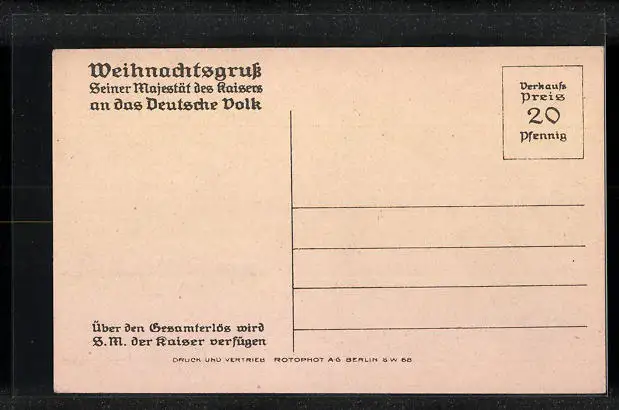 Weihnachtsgruß
Seiner Majestät des Kaisers
an das Deutsche Volk
Verkaufs
Preis
20
Pfennig
Über den Gesamterlös wird
S.M. der Kaiser verfügen
DRUCK UND VERTRIEB ROTOPHOT A-G BERLIN SW 68